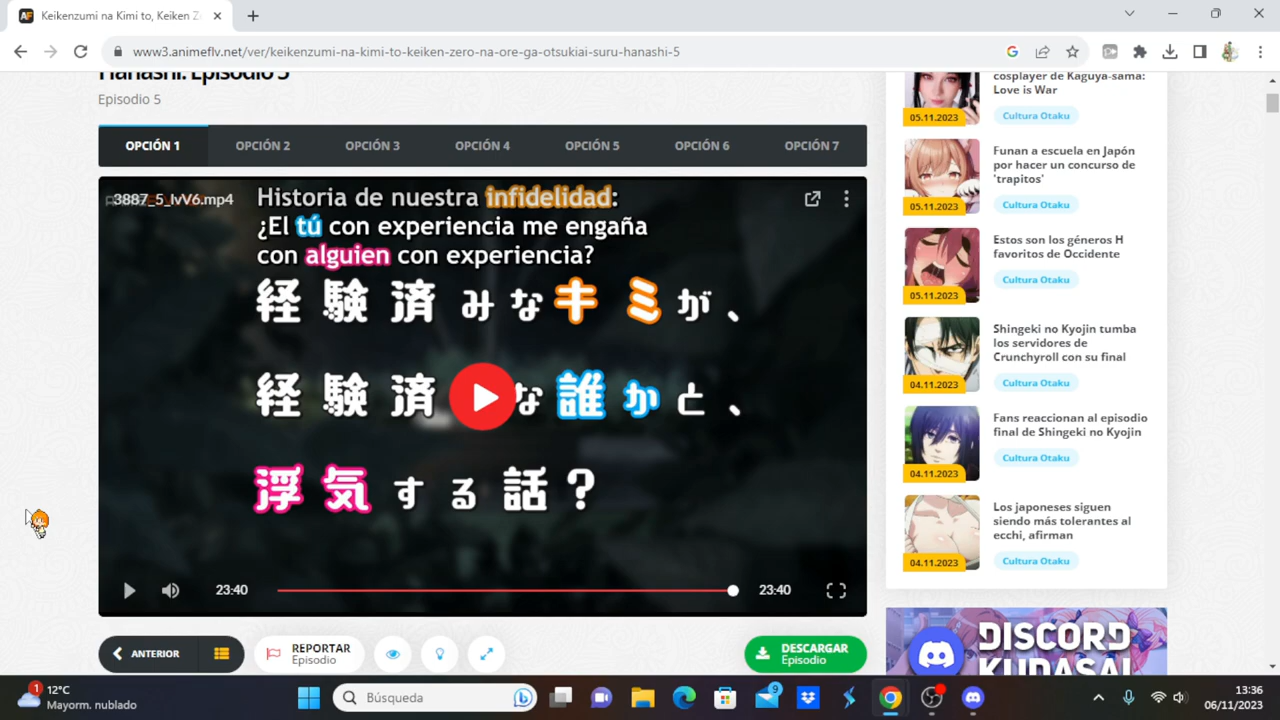 Keikenzumi na Kimi to, Keiken Z
www3.animeflv.net/ver/keikenzumi-na-kimi-to-keiken-zero-na-ore-ga-otsukiai-suru-hanashi-5
Hanashi: Episodio 5
Episodio 5
OPCIÓN 1
OPCIÓN 2
OPCIÓN 3
OPCIÓN 4
OPCIÓN 5
OPCIÓN 6
OPCIÓN 7
3887_5_IvV6.mp4
Historia de nuestra infidelidad:
¿El tú con experiencia me engaña
con alguien con experiencia?
経験済みなキミが、
経験済な誰かと、
浮気する話?
23:40
23:40
ANTERIOR
REPORTAR
Episodio
DESCARGAR
Episodio
cosplayer de Kaguya-sama:
Love is War
05.11.2023
Cultura Otaku
Funan a escuela en Japón
por hacer un concurso de
'trapitos'
05.11.2023
Cultura Otaku
Estos son los géneros H
favoritos de Occidente
05.11.2023
Cultura Otaku
Shingeki no Kyojin tumba
los servidores de
Crunchyroll con su final
04.11.2023
Cultura Otaku
Fans reaccionan al episodio
final de Shingeki no Kyojin
04.11.2023
Cultura Otaku
Los japoneses siguen
siendo más tolerantes al
ecchi, afirman
04.11.2023
Cultura Otaku
DISCORD
KUDASAI
1
12°C
Mayorm. nublado
Búsqueda
9
13:36
06/11/2023